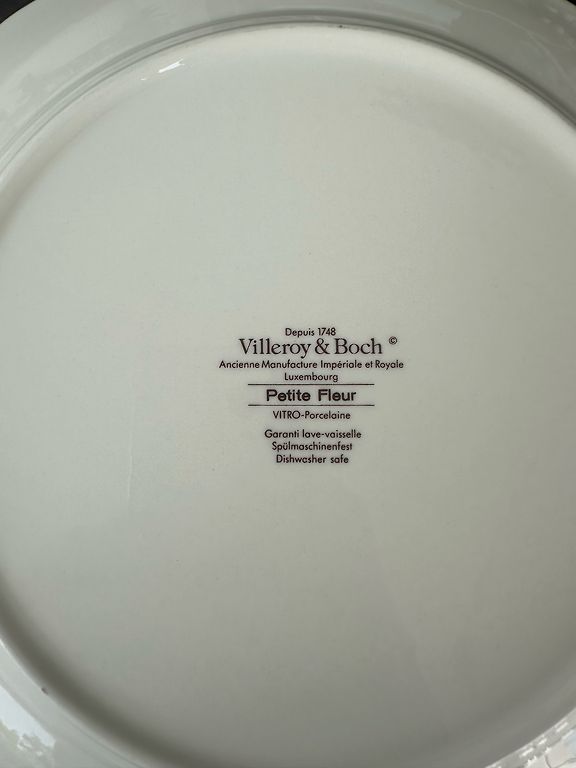 Depuis 1748
Villeroy & Boch ©
Ancienne Manufacture Impériale et Royale
Luxembourg
Petite Fleur
VITRO-Porcelaine
Garanti lave-vaisselle
Spülmaschinenfest
Dishwasher safe